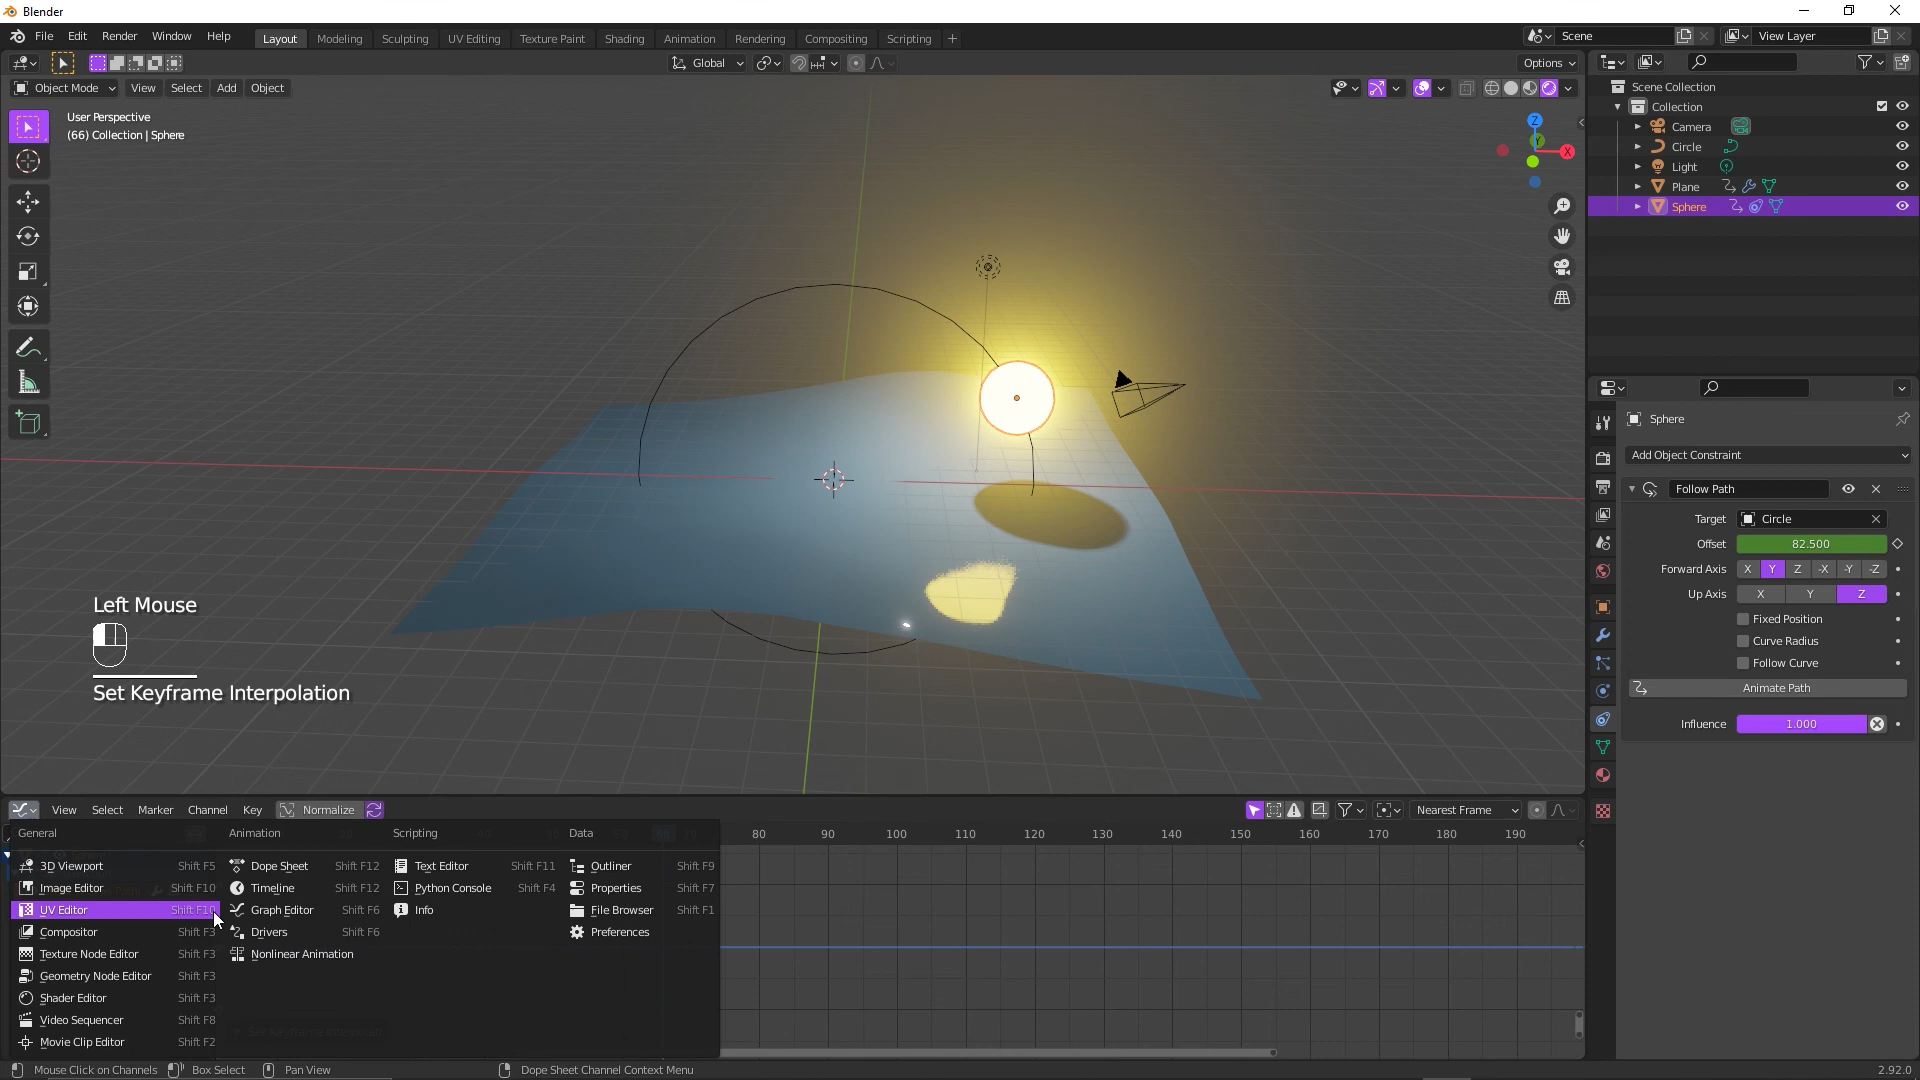 Blender
File Edit Render Window Help
Layout Modeling Sculpting UV Editing Texture Paint Shading Animation Rendering Compositing Scripting
Scene
View Layer
Global
Options
Object Mode View Select Add Object
User Perspective
(66) Collection | Sphere
Z
X
Scene Collection
Collection
Camera
Circle
Light
Plane
Sphere
Sphere
Add Object Constraint
Follow Path
Target Circle
Offset 82.500
Forward Axis X Y Z -X -Y -Z
Up Axis X Y Z
Fixed Position
Curve Radius
Follow Curve
Animate Path
Influence 1.000
Left Mouse
Set Keyframe Interpolation
View Select Marker Channel Key Normalize
Nearest Frame
80 90 100 110 120 130 140 150 160 170 180 190
General Animation Scripting Data
3D Viewport Shift F5 Dope Sheet Shift F12 Text Editor Shift F11 Outliner Shift F9
Image Editor Shift F10 Timeline Shift F12 Python Console Shift F4 Properties Shift F7
UV Editor Shift F10 Graph Editor Shift F6 Info File Browser Shift F1
Compositor Shift F3 Drivers Shift F6 Preferences
Texture Node Editor Shift F3 Nonlinear Animation
Geometry Node Editor Shift F3
Shader Editor Shift F3
Video Sequencer Shift F8
Movie Clip Editor Shift F2
Mouse Click on Channels Box Select Pan View Dope Sheet Channel Context Menu 2.92.0